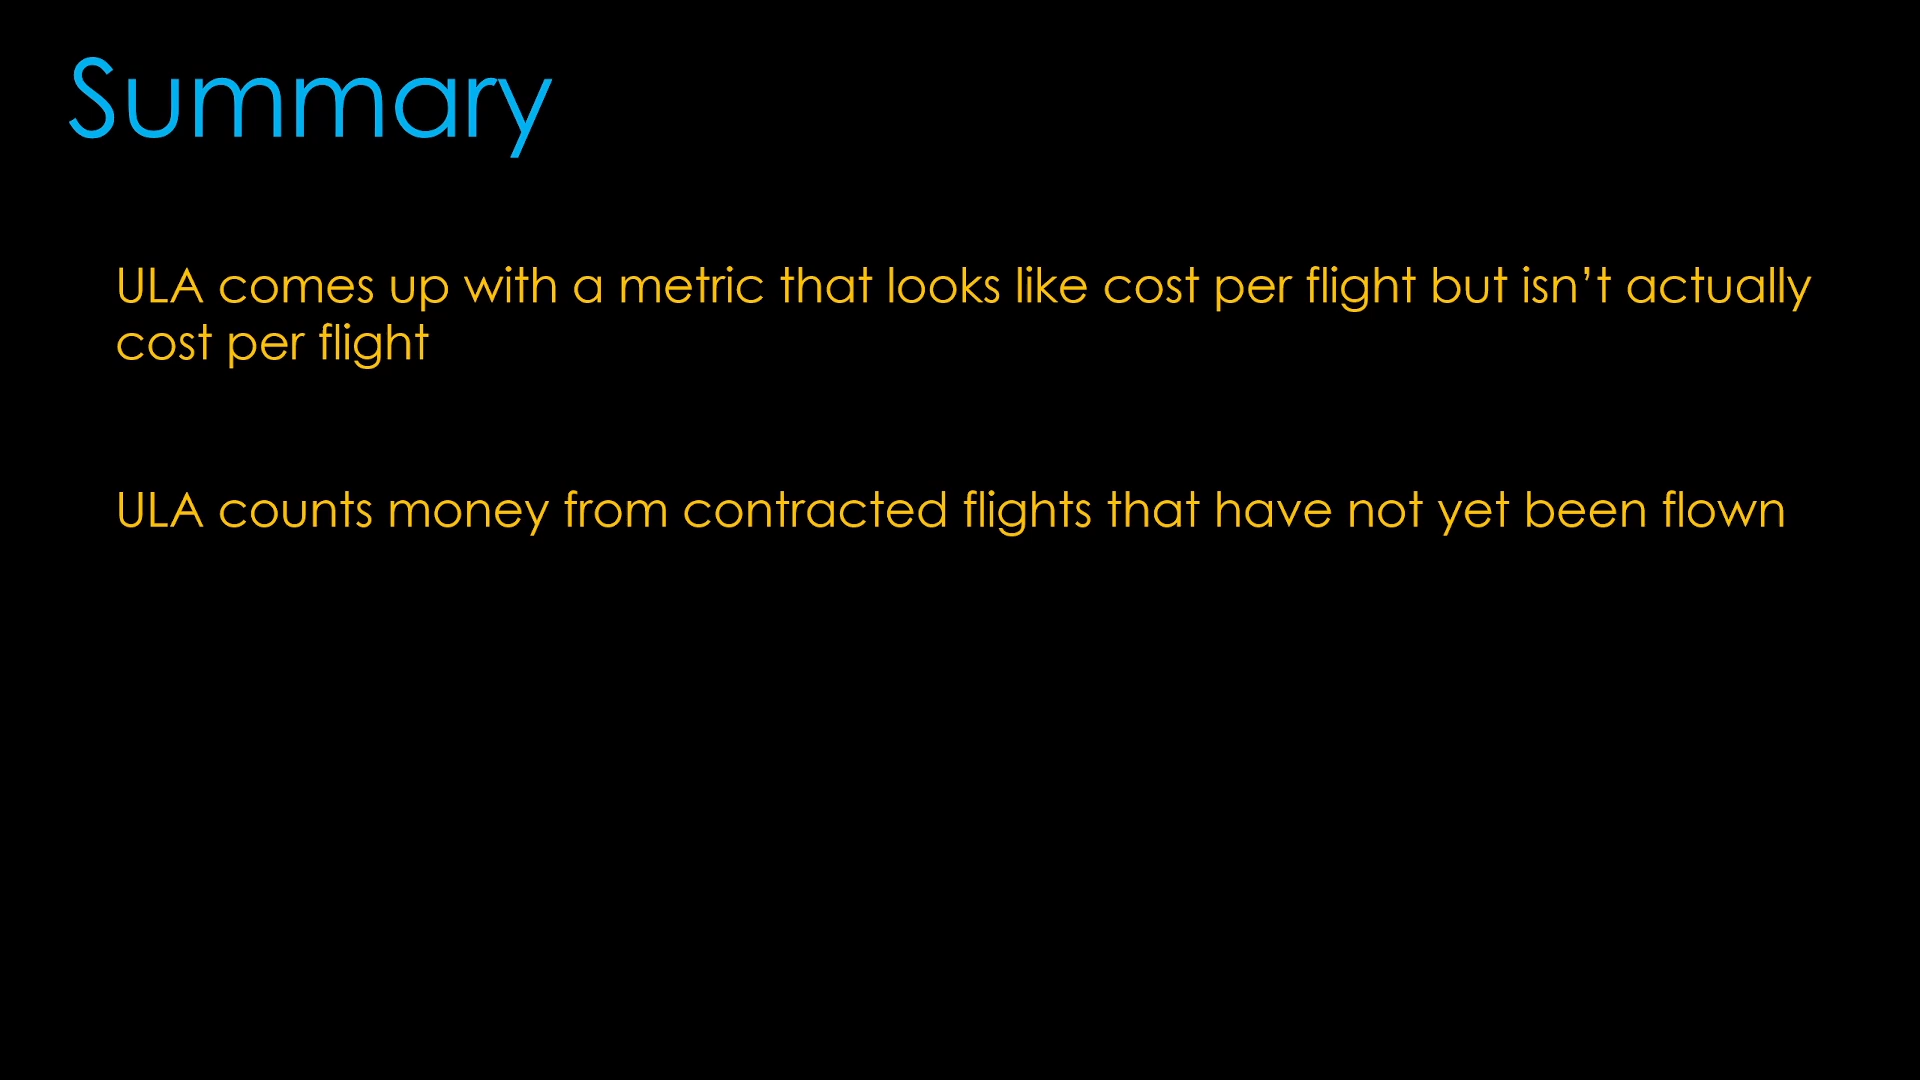 Summary
ULA comes up with a metric that looks like cost per flight but isn’t actually
cost per flight
ULA counts money from contracted flights that have not yet been flown